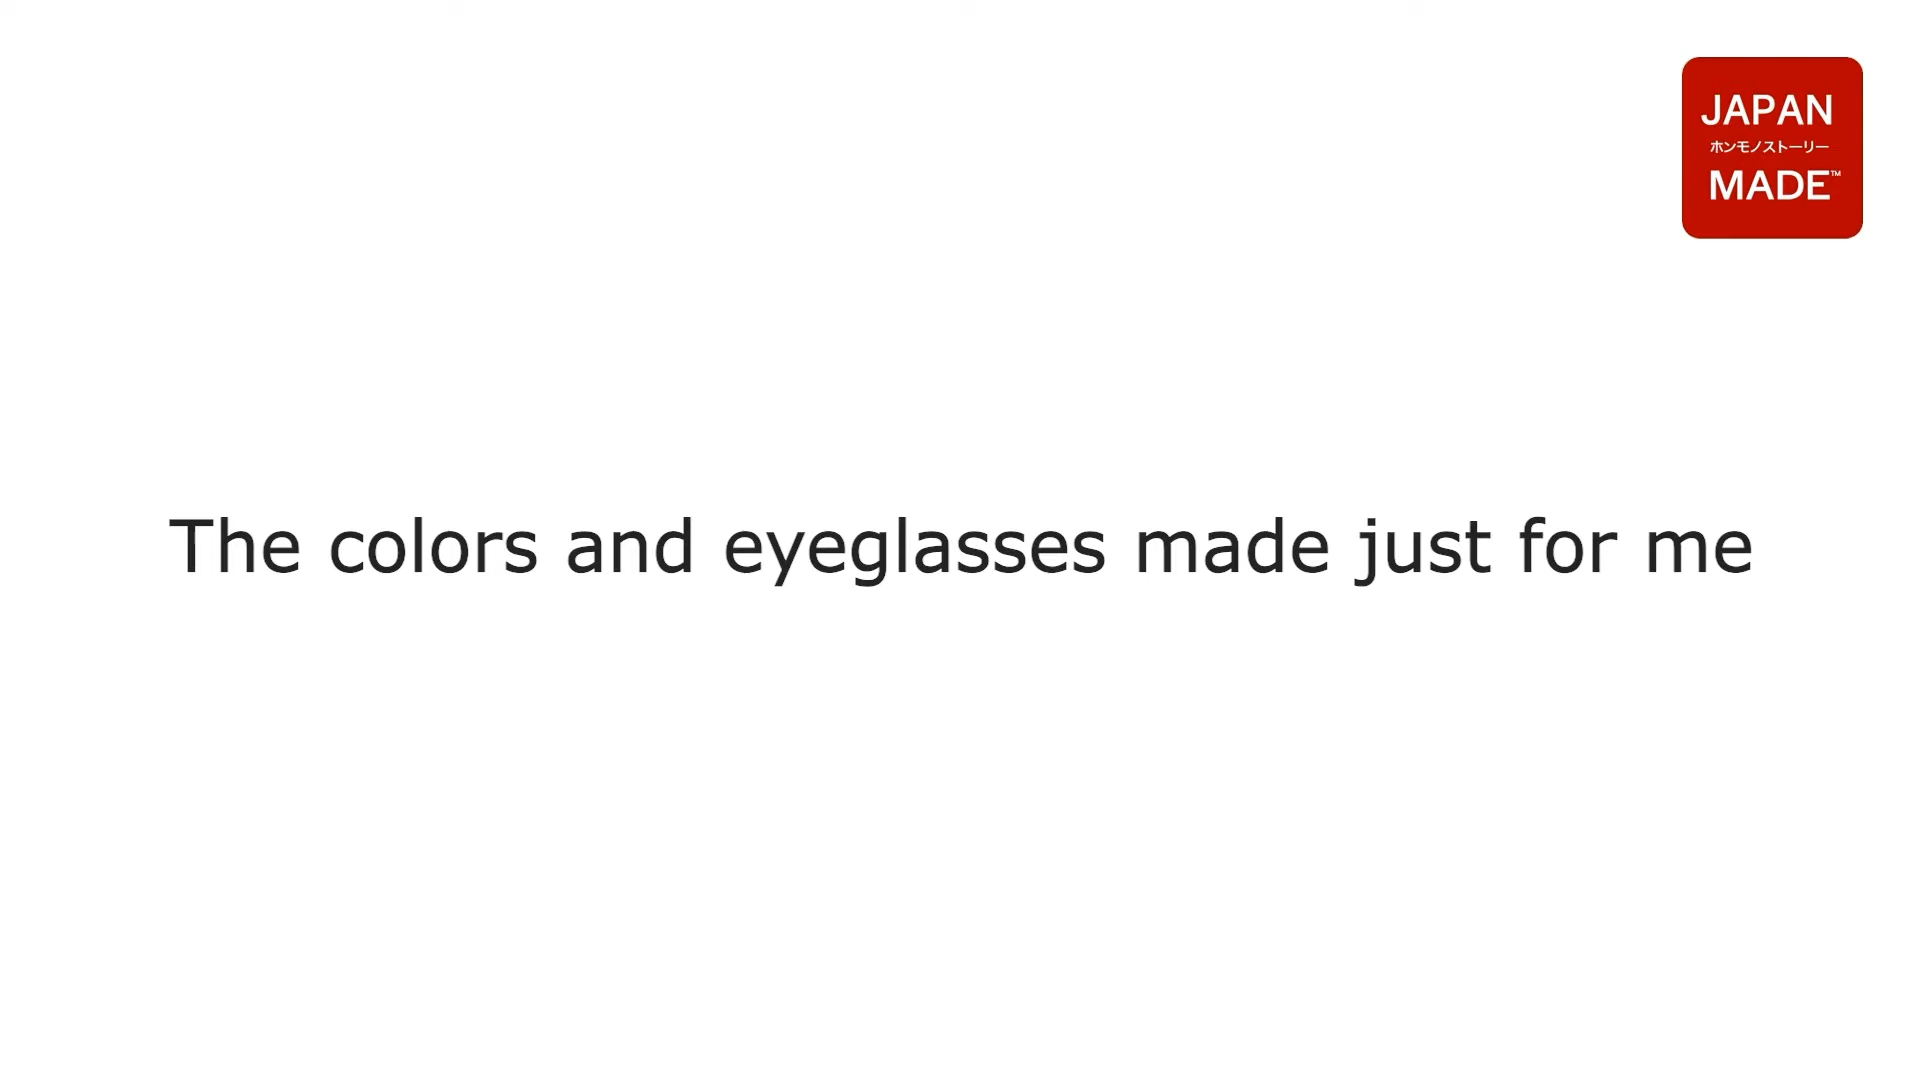 JAPAN
ホンモノストーリー
MADE™
The colors and eyeglasses made just for me